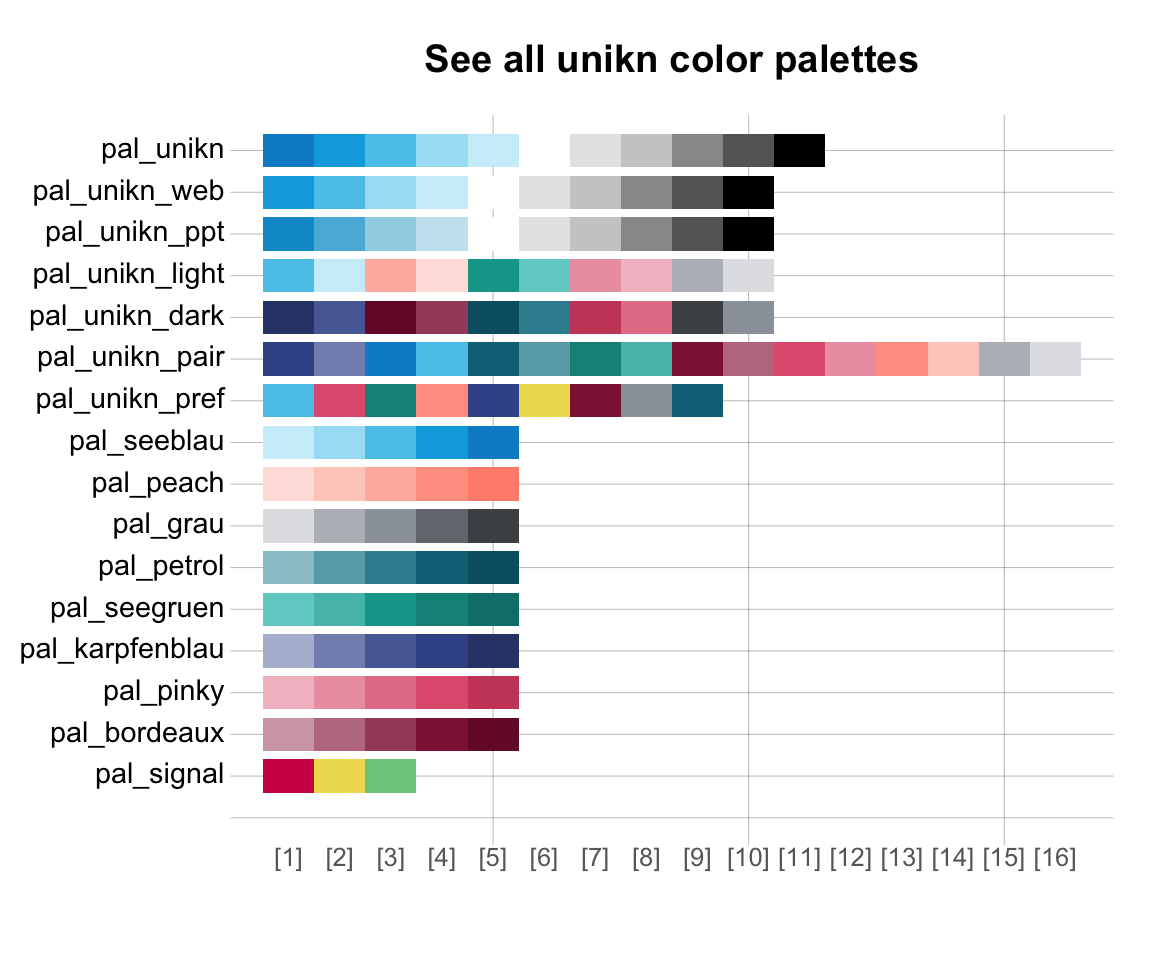 See all unikn color palettes
pal_unikn
pal_unikn_web
pal_unikn_ppt
pal_unikn_light
pal_unikn_dark
pal_unikn_pair
pal_unikn_pref
pal_seeblau
pal_peach
pal_grau
pal_petrol
pal_seegruen
pal_karpfenblau
pal_pinky
pal_bordeaux
pal_signal
[1] [2] [3] [4] [5] [6] [7] [8] [9] [10] [11] [12] [13] [14] [15] [16]